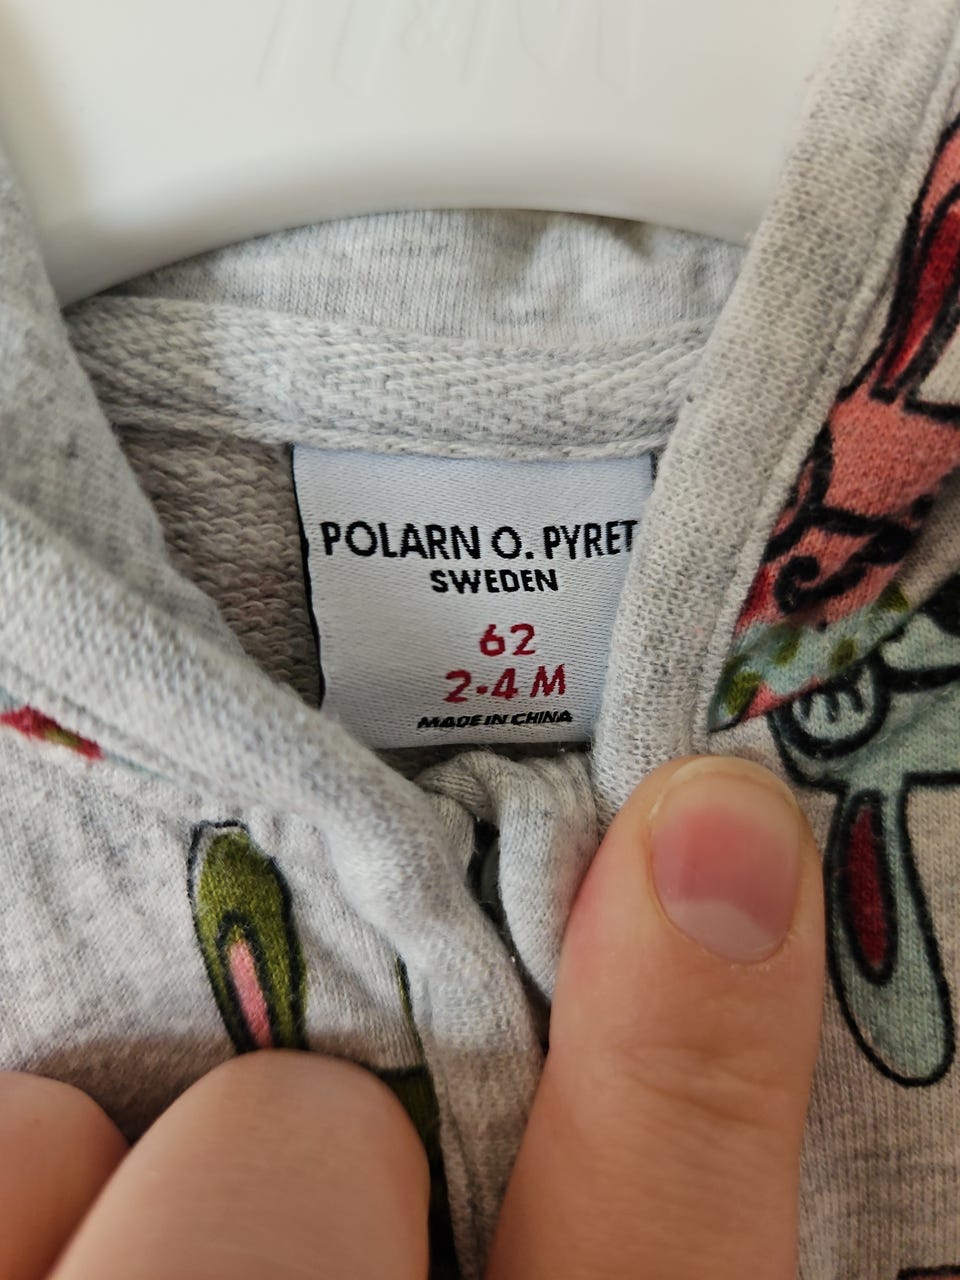 POLARN O. PYRET
SWEDEN
62
2-4 M
MADE IN CHINA